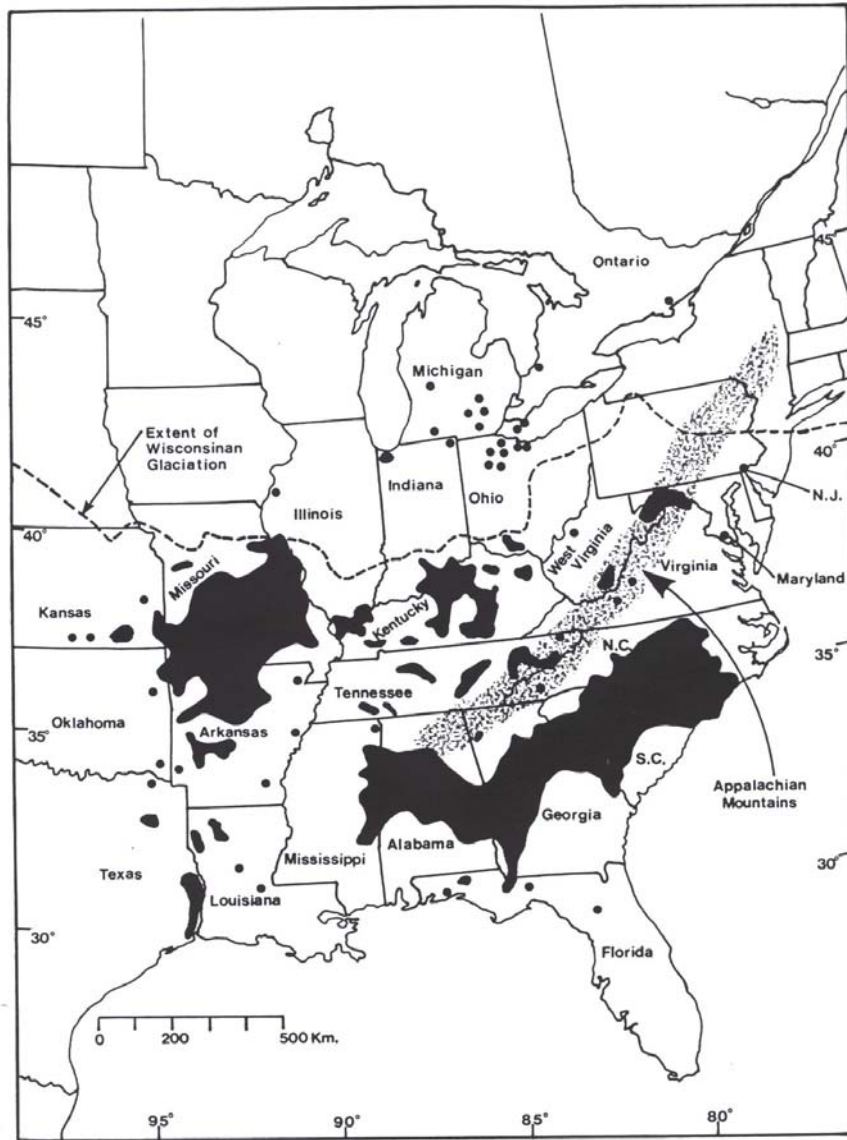 Ontario
45°
45°
Michigan
Extent of
Wisconsinan
Glaciation
40°
N.J.
Indiana
Ohio
Illinois
40°
West
Virginia
Missouri
Virginia
Maryland
Kansas
Kentucky
35°
N.C.
Tennessee
Oklahoma
Arkansas
35°
S.C.
Appalachian
Mountains
Georgia
Mississippi
Alabama
30°
Texas
Louisiana
30°
Florida
0 200 500 Km.
95° 90° 85° 80°